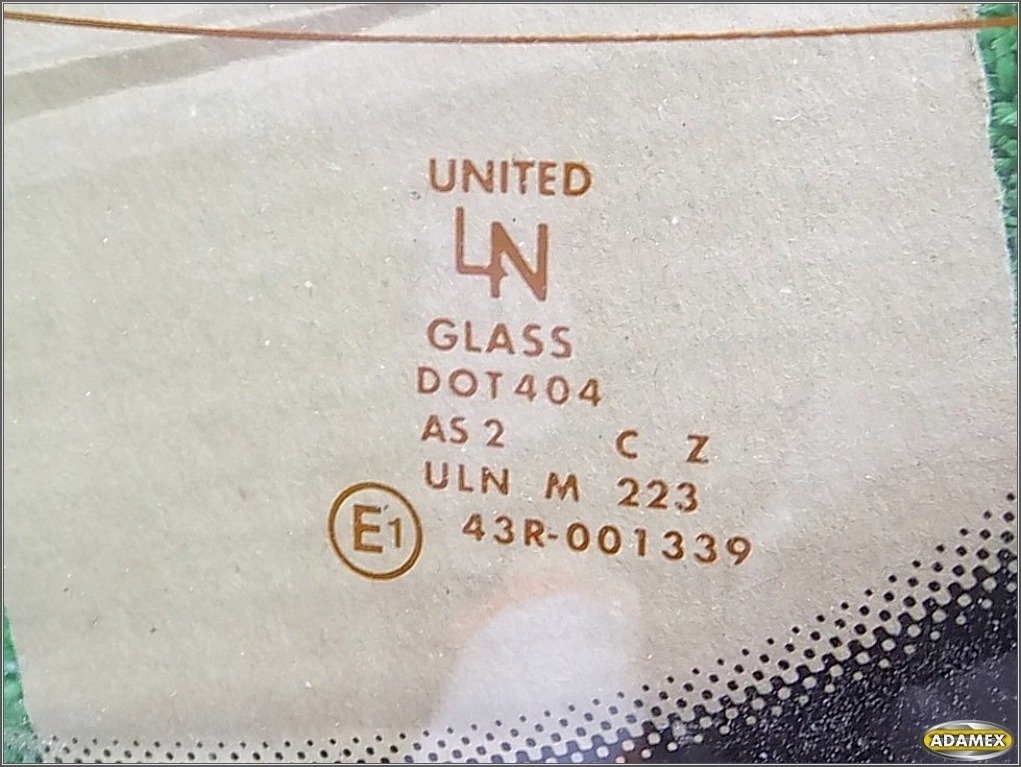 UNITED
LN
GLASS
DOT404
AS 2 C Z
ULN M 223
E1 43R-001339
ADAMEX